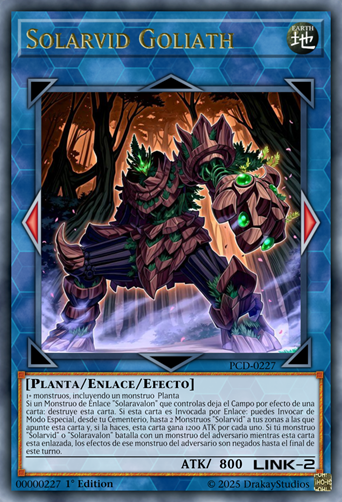 Solarvid Goliath
EARTH
地
PCD-0227
[Planta/Enlace/Efecto]
1+ monstruos, incluyendo un monstruo Planta
Si un Monstruo de Enlace "Solaravalon" que controlas deja el Campo por efecto de una
carta: destruye esta carta. Si esta carta es Invocada por Enlace: puedes Invocar de
Modo Especial, desde tu Cementerio, hasta 2 Monstruos "Solarvid" a tus zonas a las que
apunte esta carta y, si la haces, esta carta gana 600 ATK por cada uno. Si tu monstruo
"Solarvid" o "Solaravalon" batalla con un monstruo del adversario mientras esta carta
esta enlazada, los efectos de ese monstruo del adversario son negados hasta el final de
este turno.
ATK/ 800 LINK-2
00000227 1ª Edition
© 2025 DrakayStudios